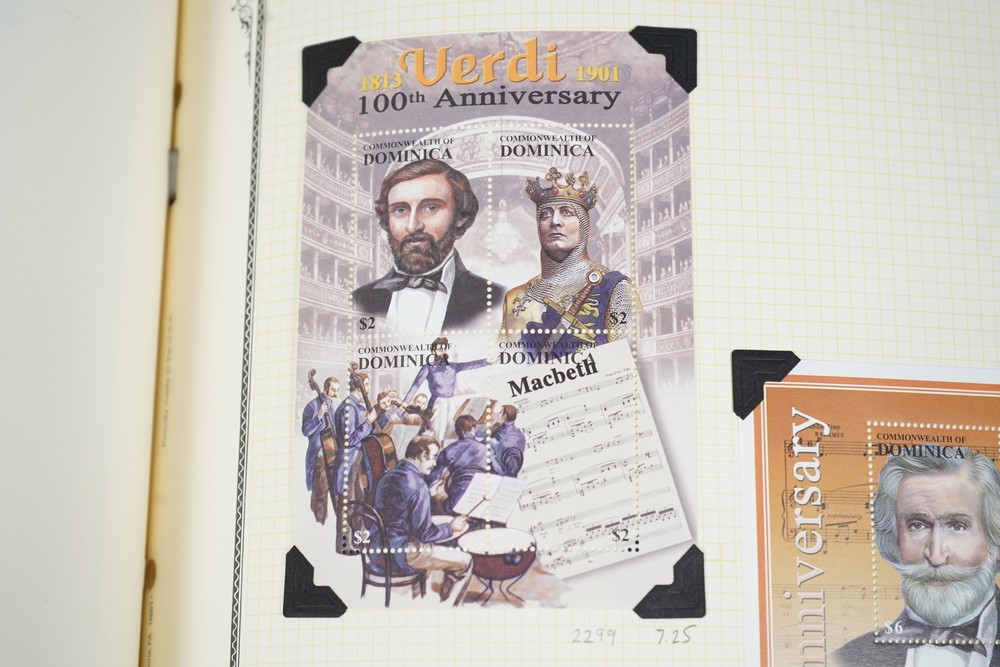 Verdi
1813 1901
100th Anniversary
COMMONWEALTH OF
DOMINICA
$2
COMMONWEALTH OF
DOMINICA
$2
COMMONWEALTH OF
DOMINICA
$2
COMMONWEALTH OF
DOMINICA
Macbeth
$2
2299 7.25
nniversary
COMMONWEALTH OF
DOMINICA
$6